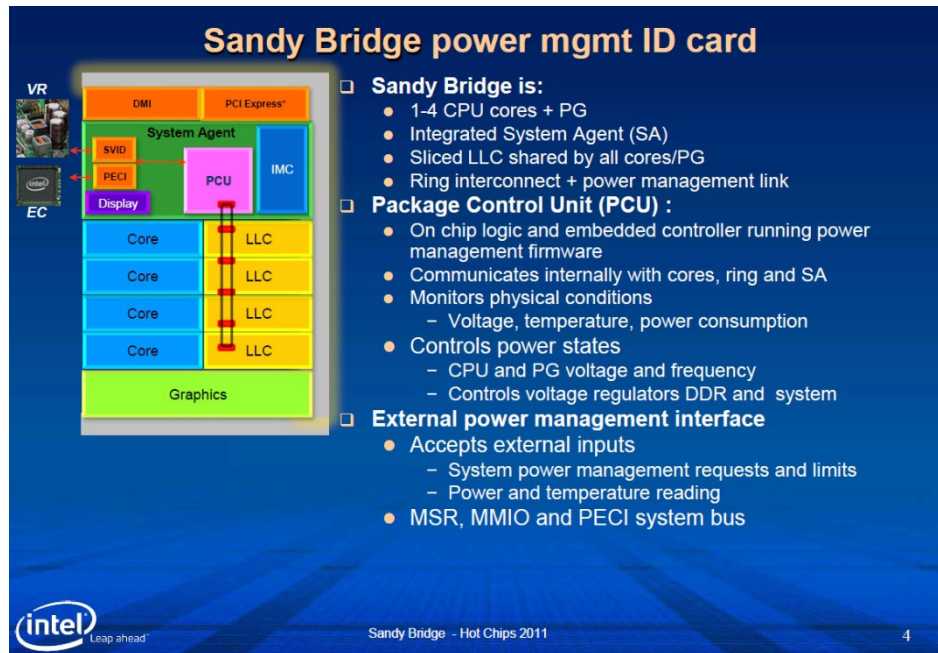 Sandy Bridge power mgmt ID card
VR
EC
intel
DMI
PCI Express*
System Agent
SVID
PECI
PCU
IMC
Display
Core
LLC
Core
LLC
Core
LLC
Core
LLC
Graphics
Sandy Bridge is:
1-4 CPU cores + PG
Integrated System Agent (SA)
Sliced LLC shared by all cores/PG
Ring interconnect + power management link
Package Control Unit (PCU) :
On chip logic and embedded controller running power
management firmware
Communicates internally with cores, ring and SA
Monitors physical conditions
– Voltage, temperature, power consumption
Controls power states
– CPU and PG voltage and frequency
– Controls voltage regulators DDR and system
External power management interface
Accepts external inputs
– System power management requests and limits
– Power and temperature reading
MSR, MMIO and PECI system bus
intel
Leap ahead™
Sandy Bridge - Hot Chips 2011
4